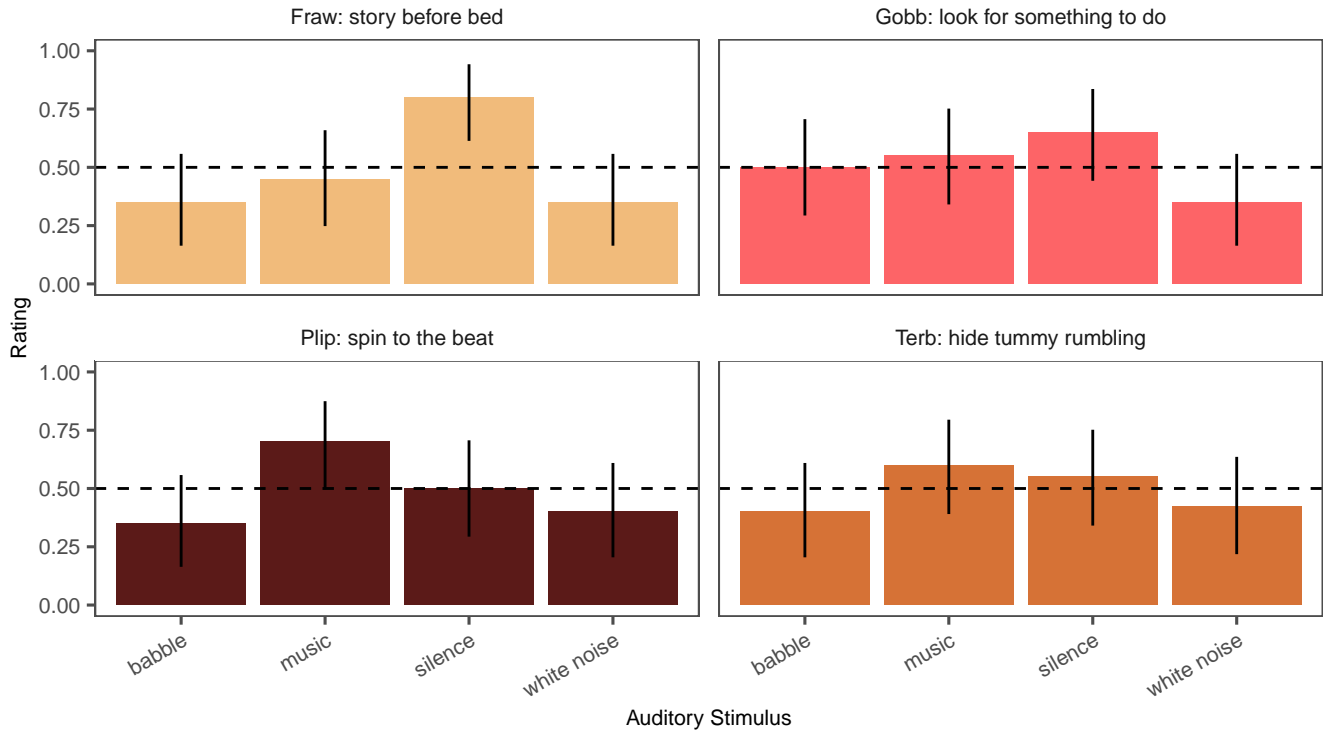 Fraw: story before bed
Gobb: look for something to do
1.00
0.75
0.50
0.25
0.00
Rating
Plip: spin to the beat
Terb: hide tummy rumbling
1.00
0.75
0.50
0.25
0.00
babble
music
silence
white noise
babble
music
silence
white noise
Auditory Stimulus